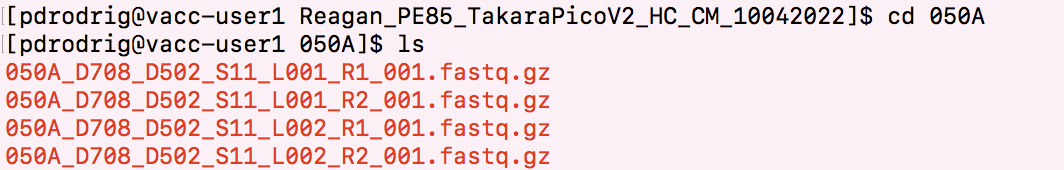 [pdrodrig@vacc-user1 Reagan_PE85_TakaraPicoV2_HC_CM_10042022]$ cd 050A
[pdrodrig@vacc-user1 050A]$ ls
050A_D708_D502_S11_L001_R1_001.fastq.gz
050A_D708_D502_S11_L001_R2_001.fastq.gz
050A_D708_D502_S11_L002_R1_001.fastq.gz
050A_D708_D502_S11_L002_R2_001.fastq.gz